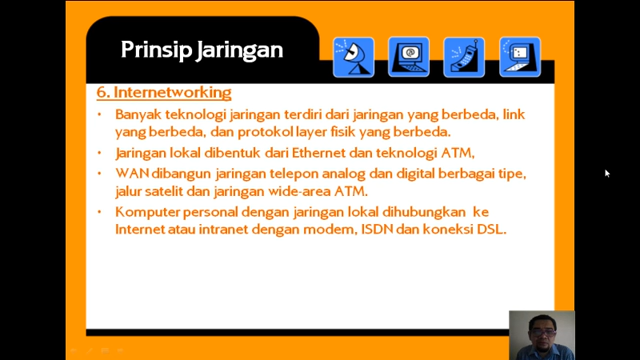 Prinsip Jaringan
6. Internetworking
• Banyak teknologi jaringan terdiri dari jaringan yang berbeda, link
yang berbeda, dan protokol layer fisik yang berbeda.
• Jaringan lokal dibentuk dari Ethernet dan teknologi ATM,
• WAN dibangun jaringan telepon analog dan digital berbagai tipe,
jalur satelit dan jaringan wide-area ATM.
• Komputer personal dengan jaringan lokal dihubungkan ke
Internet atau intranet dengan modem, ISDN dan koneksi DSL.